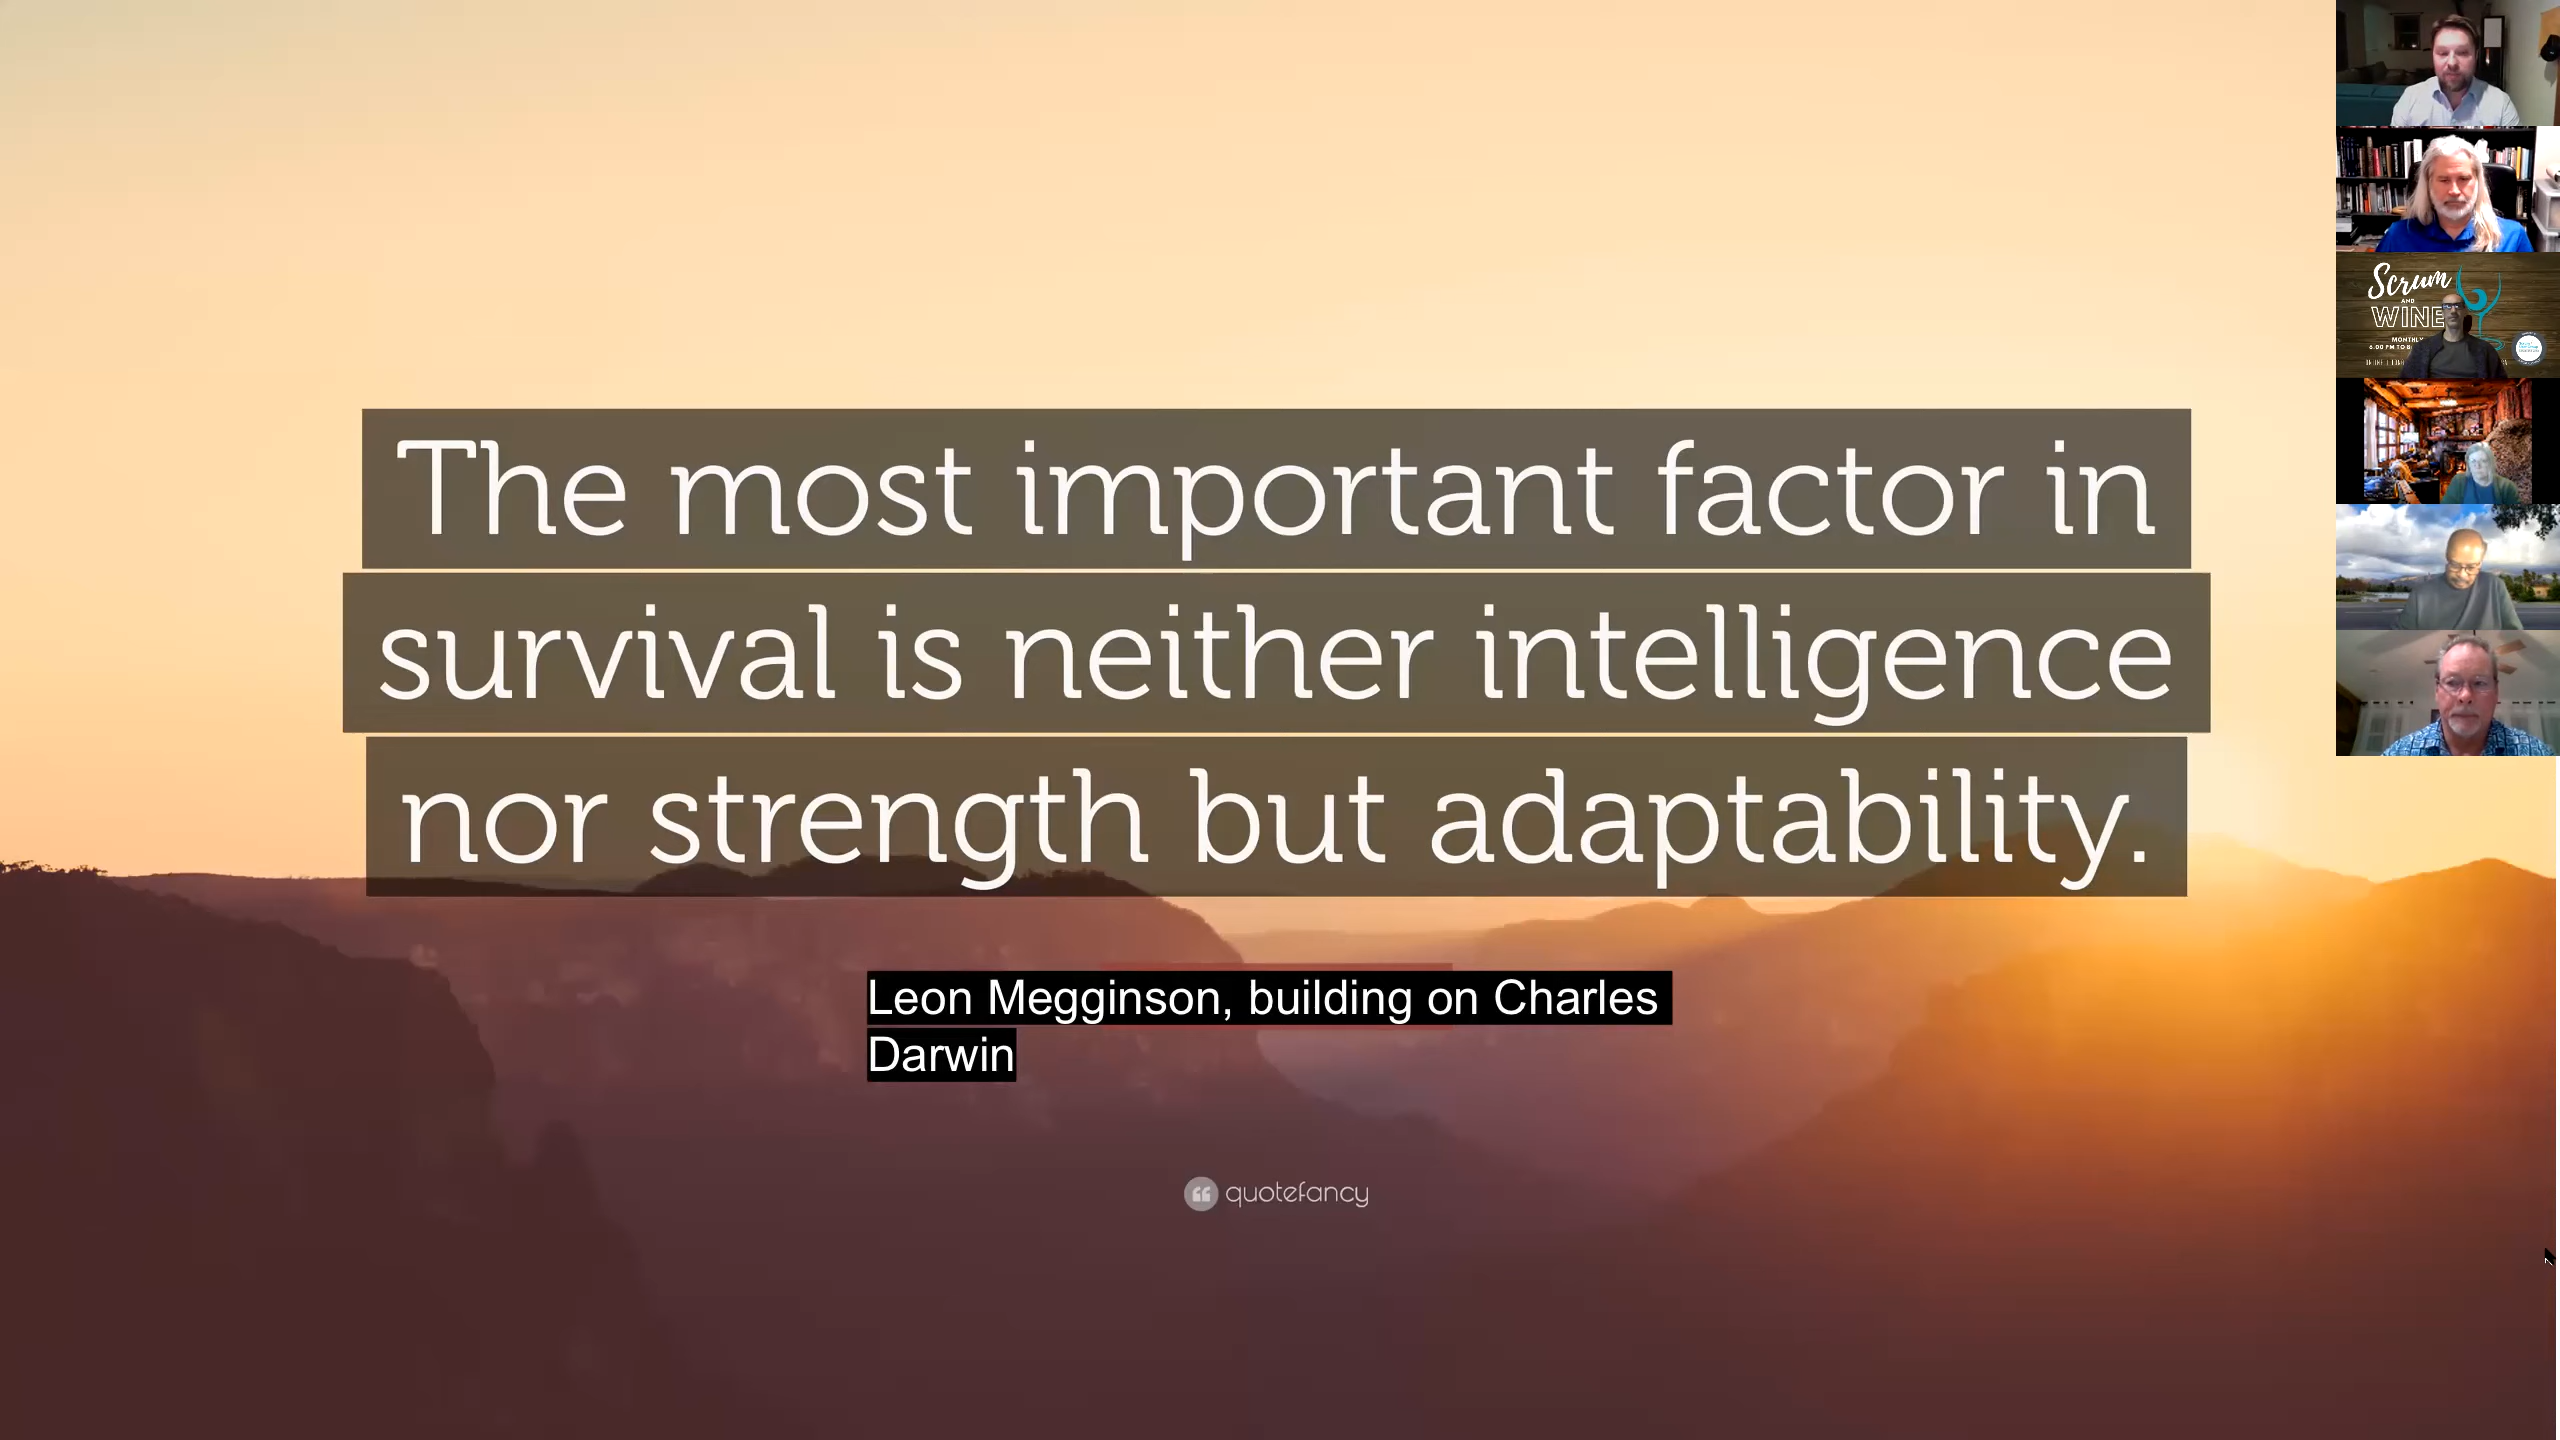 The most important factor in
survival is neither intelligence
nor strength but adaptability.
Leon Megginson, building on Charles
Darwin
quotefancy
Scrum
AND
WINE
MONTHLY